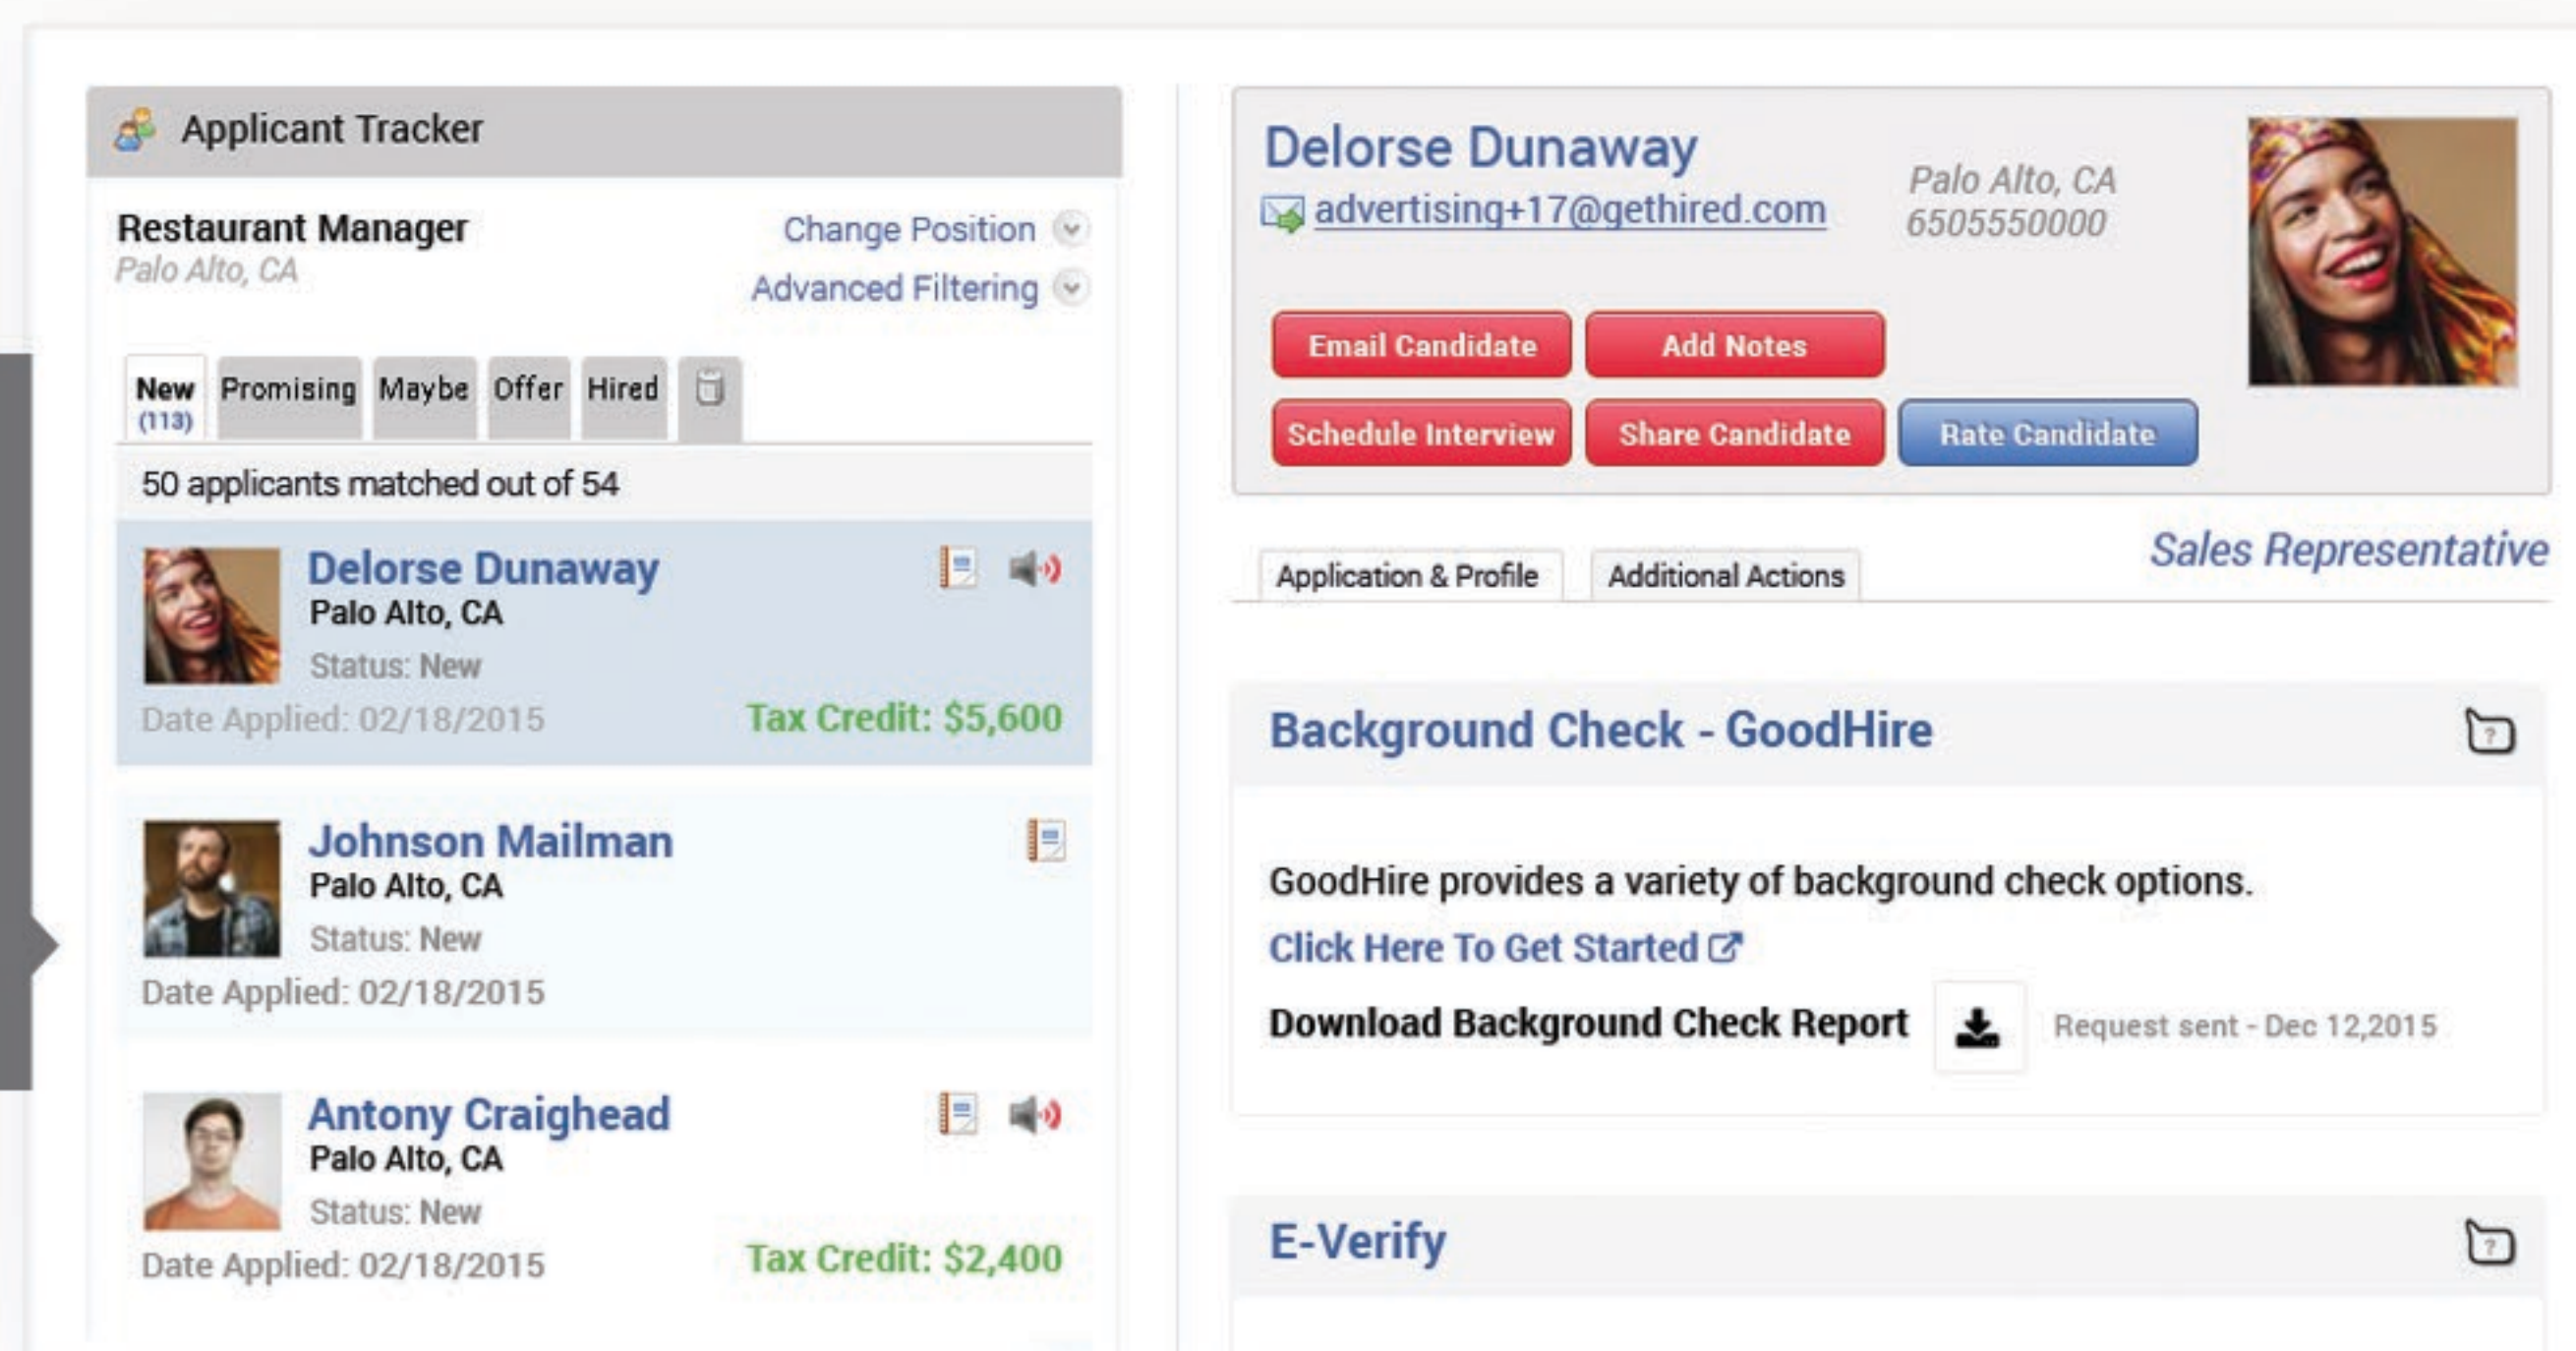 Applicant Tracker
Restaurant Manager
Palo Alto, CA
Change Position
Advanced Filtering
New
(113)
Promising
Maybe
Offer
Hired
50 applicants matched out of 54
Delorse Dunaway
Palo Alto, CA
Status: New
Date Applied: 02/18/2015
Tax Credit: $5,600
Johnson Mailman
Palo Alto, CA
Status: New
Date Applied: 02/18/2015
Antony Craighead
Palo Alto, CA
Status: New
Date Applied: 02/18/2015
Tax Credit: $2,400
Delorse Dunaway
advertising+17@gethired.com
Palo Alto, CA
6505550000
Email Candidate
Add Notes
Schedule Interview
Share Candidate
Rate Candidate
Sales Representative
Application & Profile
Additional Actions
Background Check - GoodHire
?
GoodHire provides a variety of background check options.
Click Here To Get Started
Download Background Check Report
Request sent - Dec 12,2015
E-Verify
?